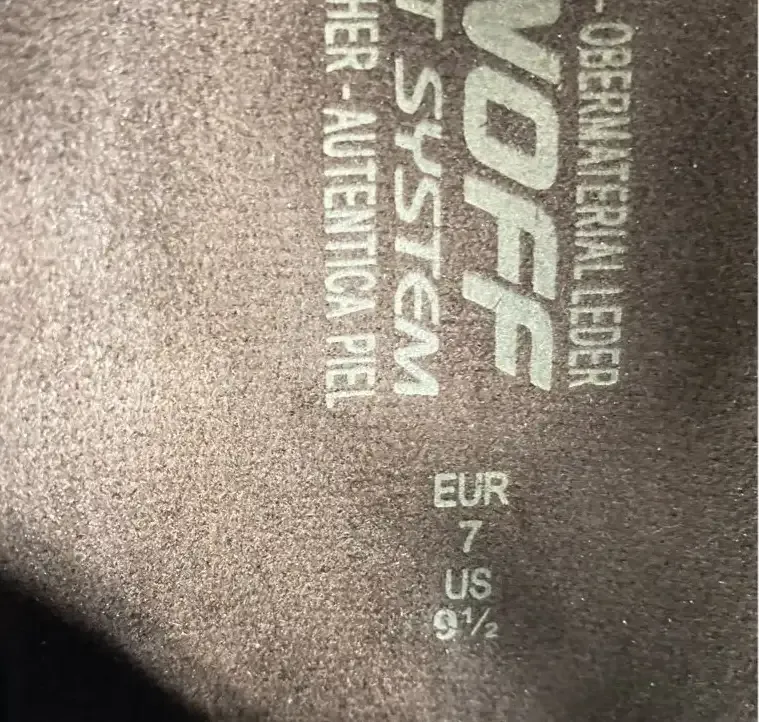 - OBERMATERIAL LEDER
NOFF
T SYSTEM
HER - AUTENTICA PIEL
EUR
7
US
9½